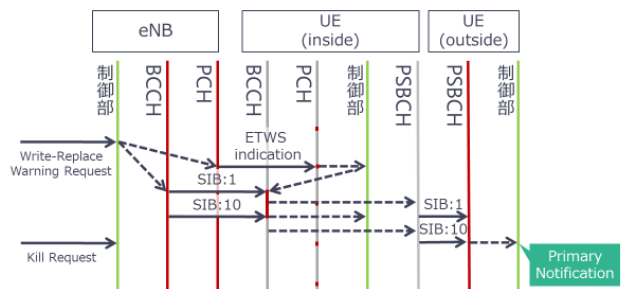 eNB
UE
(inside)
UE
(outside)
制御部
BCCH
PCH
BCCH
PCH
制御部
PSBCH
PSBCH
制御部
Write-Replace
Warning Request
ETWS
indication
SIB:1
SIB:10
SIB:1
SIB:10
Kill Request
Primary
Notification